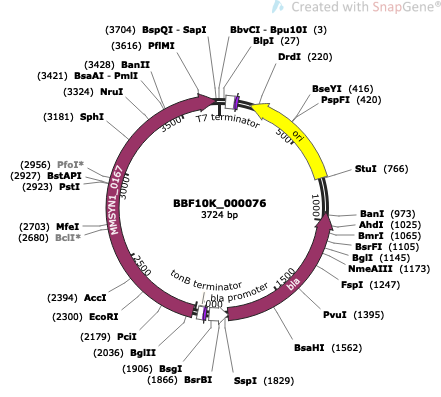 Created with SnapGene®
(3704) BspQI - SapI
(3616) PflMI
(3428) BanII
(3421) BsaAI - PmlI
(3324) NruI
(3181) SphI
(2956) PfoI*
(2927) BstAPI
(2923) PstI
(2703) MfeI
(2680) BclI*
(2394) AccI
(2300) EcoRI
(2179) PciI
(2036) BglII
(1906) BsgI
(1866) BsrBI
BbvCI - Bpu10I (3)
BlpI (27)
DrdI (220)
BseYI (416)
PspFI (420)
StuI (766)
BanI (973)
AhdI (1025)
BmrI (1065)
BsrFI (1105)
BglI (1145)
NmeAIII (1173)
FspI (1247)
PvuI (1395)
BsaHI (1562)
SspI (1829)
T7 terminator
ori
bla
bla promoter
tonB terminator
MMSYN1_0167
500
1000
1500
2500
3000
3500
BBF10K_000076
3724 bp